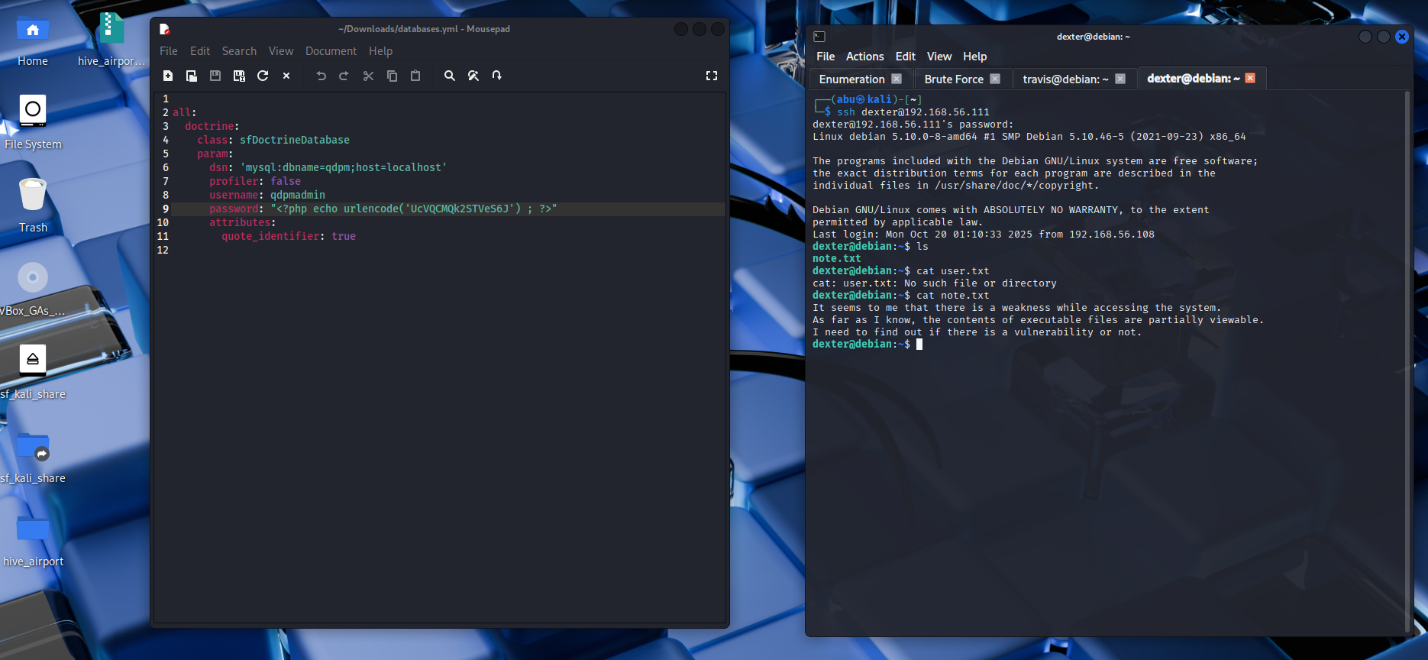 Home
hive_airpor...
File System
Trash
VBox_GAs_...
sf_kali_share
sf_kali_share
hive_airport
~/Downloads/databases.yml - Mousepad
File Edit Search View Document Help
1
2 all:
3   doctrine:
4     class: sfDoctrineDatabase
5     param:
6       dsn: 'mysql:dbname=qdpm;host=localhost'
7       profiler: false
8       username: qdpmadmin
9       password: "<?php echo urlencode('UcVQCMQk2STVeS6J') ; ?>"
10       attributes:
11         quote_identifier: true
12
dexter@debian: ~
File Actions Edit View Help
Enumeration Brute Force travis@debian: ~ dexter@debian: ~
┌──(abu㉿kali)-[~]
└─$ ssh dexter@192.168.56.111
dexter@192.168.56.111's password:
Linux debian 5.10.0-8-amd64 #1 SMP Debian 5.10.46-5 (2021-09-23) x86_64
The programs included with the Debian GNU/Linux system are free software;
the exact distribution terms for each program are described in the
individual files in /usr/share/doc/*/copyright.
Debian GNU/Linux comes with ABSOLUTELY NO WARRANTY, to the extent
permitted by applicable law.
Last login: Mon Oct 20 01:10:33 2025 from 192.168.56.108
dexter@debian:~$ ls
note.txt
dexter@debian:~$ cat user.txt
cat: user.txt: No such file or directory
dexter@debian:~$ cat note.txt
It seems to me that there is a weakness while accessing the system.
As far as I know, the contents of executable files are partially viewable.
I need to find out if there is a vulnerability or not.
dexter@debian:~$